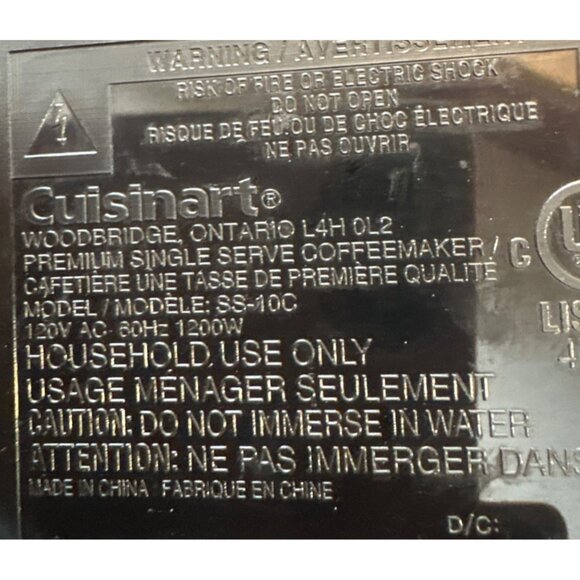 WARNING / AVERTISSEMENT
RISK OF FIRE OR ELECTRIC SHOCK
DO NOT OPEN
RISQUE DE FEU OU DE CHOC ÉLECTRIQUE
NE PAS OUVRIR
Cuisinart®
WOODBRIDGE, ONTARIO L4H 0L2
PREMIUM SINGLE SERVE COFFEEMAKER /
CAFETIÈRE UNE TASSE DE PREMIÈRE QUALITÉ
MODEL / MODÈLE: SS-10C
120V AC 60Hz 1200W
HOUSEHOLD USE ONLY
USAGE MÉNAGER SEULEMENT
CAUTION: DO NOT IMMERSE IN WATER
ATTENTION: NE PAS IMMERGER DANS
MADE IN CHINA / FABRIQUÉ EN CHINE
D/C:
C
LIS